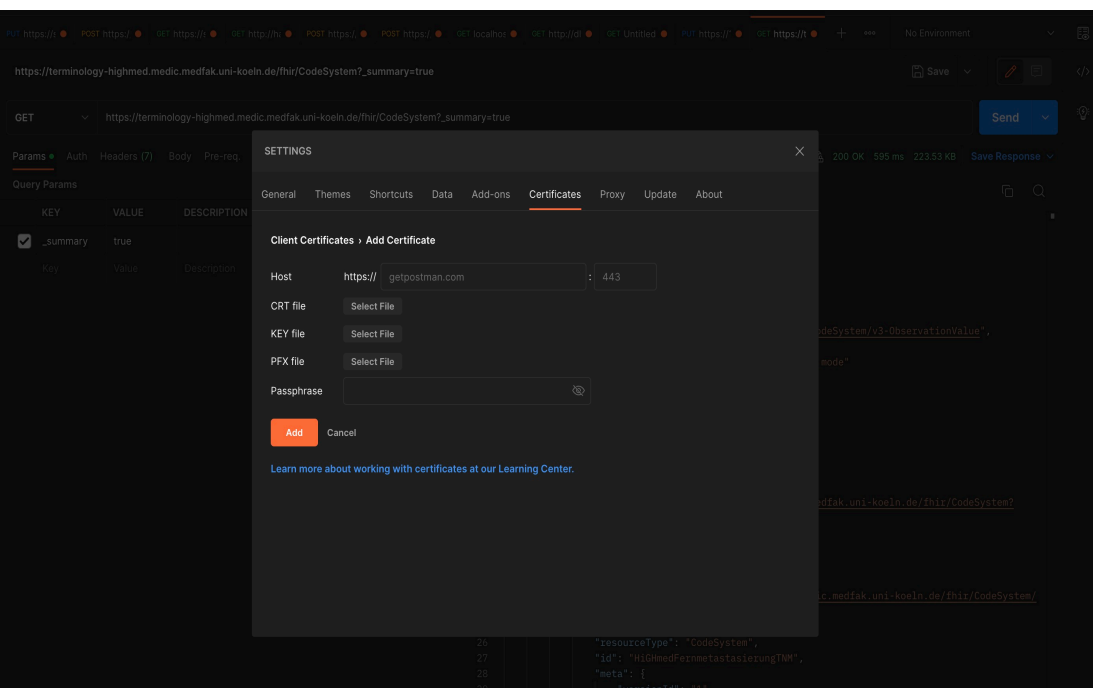 PUT https://t POST https:/ GET https://t GET http://h: POST https:/, POST https:/ GET localhos GET http://dl GET Untitled PUT https:// GET https://t + No Environment
https://terminology-highmed.medic.medfak.uni-koeln.de/fhir/CodeSystem?_summary=true Save </>
GET https://terminology-highmed.medic.medfak.uni-koeln.de/fhir/CodeSystem?_summary=true Send
Params Auth Headers (7) Body Pre-req. 200 OK 595 ms 223.53 KB Save Response
Query Params
KEY VALUE DESCRIPTION
_summary true
Key Value Description
SETTINGS
General Themes Shortcuts Data Add-ons Certificates Proxy Update About
Client Certificates › Add Certificate
Host https:// getpostman.com : 443
CRT file Select File
KEY file Select File
PFX file Select File
Passphrase
Add Cancel
Learn more about working with certificates at our Learning Center.
odeSystem/v3-ObservationValue",
mode"
edfak.uni-koeln.de/fhir/CodeSystem?
c.medfak.uni-koeln.de/fhir/CodeSystem/
26 "resourceType": "CodeSystem",
27 "id": "HiGHmedFernmetastasierungTNM",
28 "meta": {